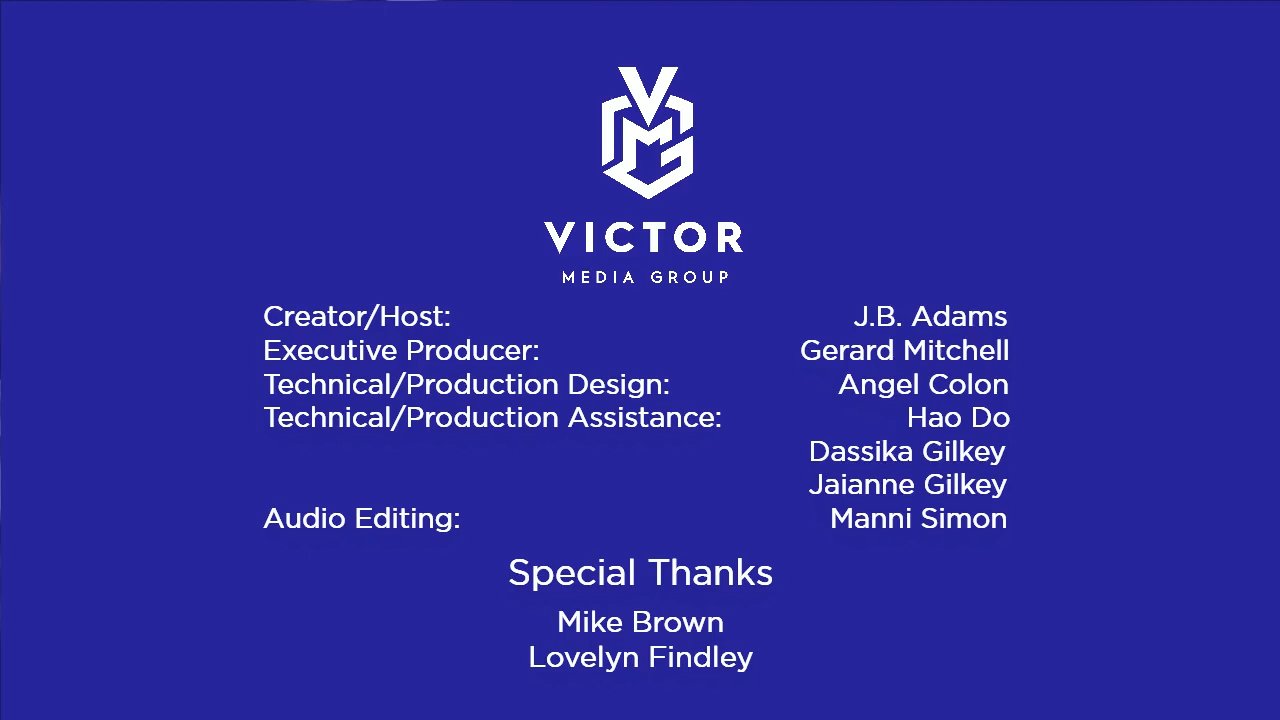 VMG
VICTOR
MEDIA GROUP
Creator/Host: J.B. Adams
Executive Producer: Gerard Mitchell
Technical/Production Design: Angel Colon
Technical/Production Assistance: Hao Do
Dassika Gilkey
Jaianne Gilkey
Audio Editing: Manni Simon
Special Thanks
Mike Brown
Lovelyn Findley